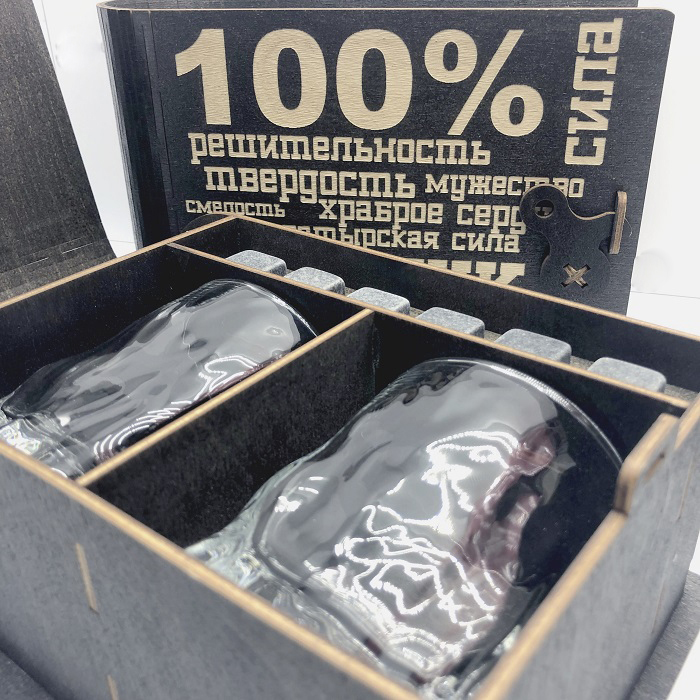 100%
сила
решительность
твердость мужество
смелость храброе
сила